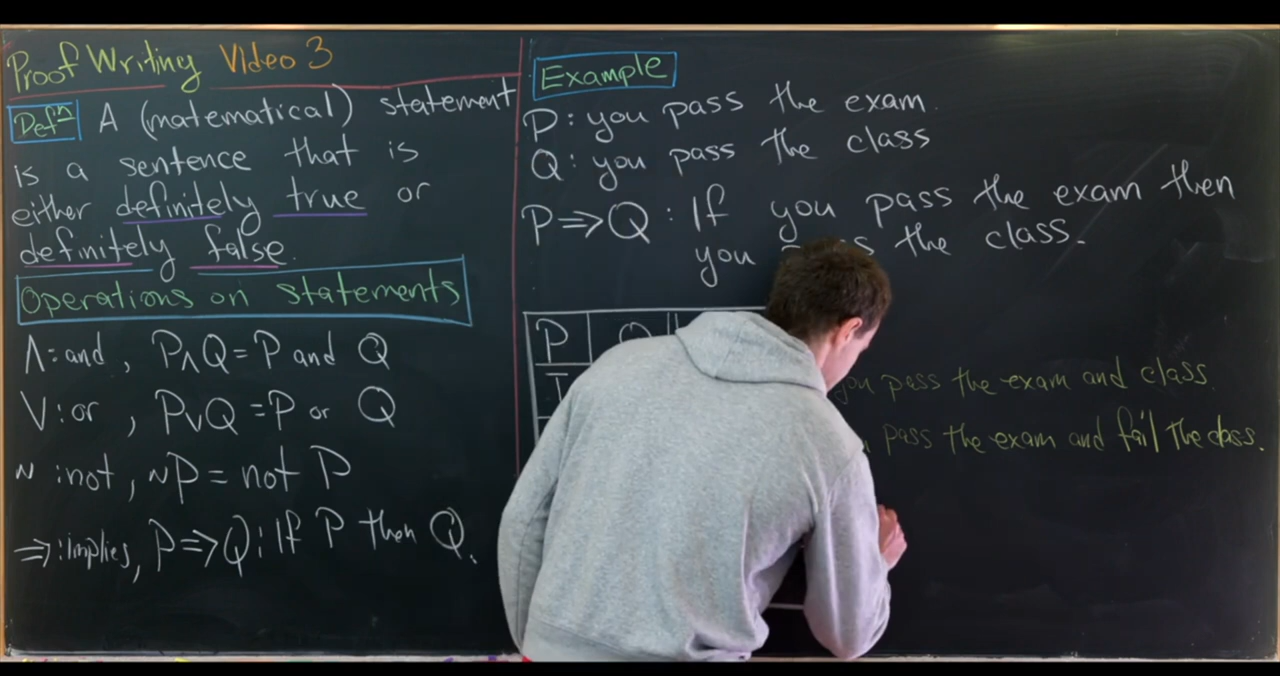 Proof Writing Video 3
Defⁿ A (matematical) statement
is a sentence that is
either definitely true or
definitely false.
Operations on statements
∧: and, P∧Q = P and Q
∨: or, P∨Q = P or Q
~: not, ~P = not P
⇒: implies, P⇒Q: If P then Q.
Example
P: you pass the exam.
Q: you pass the class
P⇒Q: If you pass the exam then
you the class.
P Q
T
you pass the exam and class.
pass the exam and fail the class.